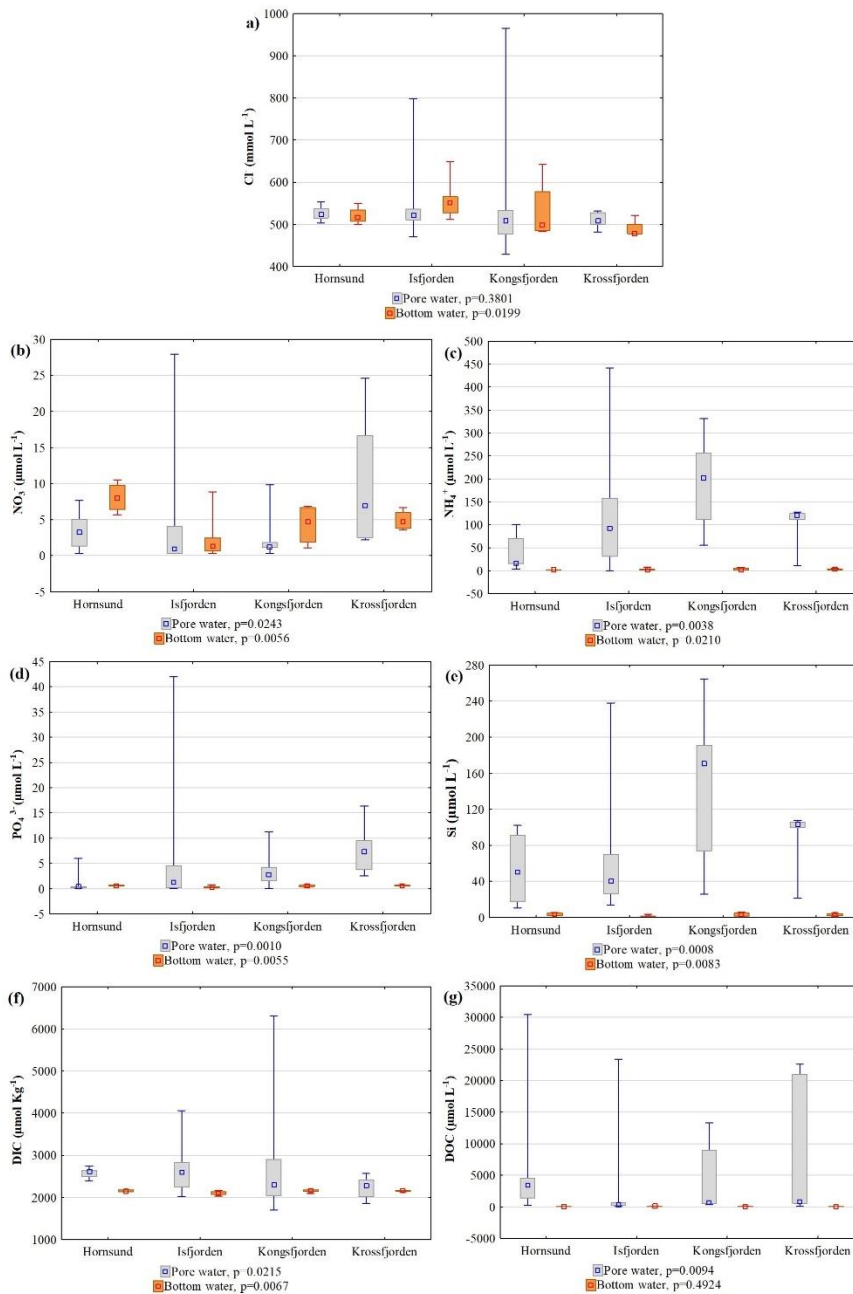 a)
1000
900
800
700
600
500
400
Cl⁻ (mmol L⁻¹)
Hornsund Isfjorden Kongsfjorden Krossfjorden
Pore water, p=0.3801
Bottom water, p=0.0199
(b)
30
25
20
15
10
5
0
-5
NO₃⁻ (µmol L⁻¹)
Hornsund Isfjorden Kongsfjorden Krossfjorden
Pore water, p=0.0243
Bottom water, p=0.0056
(c)
500
450
400
350
300
250
200
150
100
50
0
-50
NH₄⁺ (µmol L⁻¹)
Hornsund Isfjorden Kongsfjorden Krossfjorden
Pore water, p=0.0038
Bottom water, p=0.0210
(d)
45
40
35
30
25
20
15
10
5
0
-5
PO₄³⁻ (µmol L⁻¹)
Hornsund Isfjorden Kongsfjorden Krossfjorden
Pore water, p=0.0010
Bottom water, p=0.0055
(e)
280
240
200
160
120
80
40
0
Si (µmol L⁻¹)
Hornsund Isfjorden Kongsfjorden Krossfjorden
Pore water, p=0.0008
Bottom water, p=0.0083
(f)
7000
6000
5000
4000
3000
2000
1000
DIC (µmol Kg⁻¹)
Hornsund Isfjorden Kongsfjorden Krossfjorden
Pore water, p=0.0215
Bottom water, p=0.0067
(g)
35000
30000
25000
20000
15000
10000
5000
0
-5000
DOC (µmol L⁻¹)
Hornsund Isfjorden Kongsfjorden Krossfjorden
Pore water, p=0.0094
Bottom water, p=0.4924